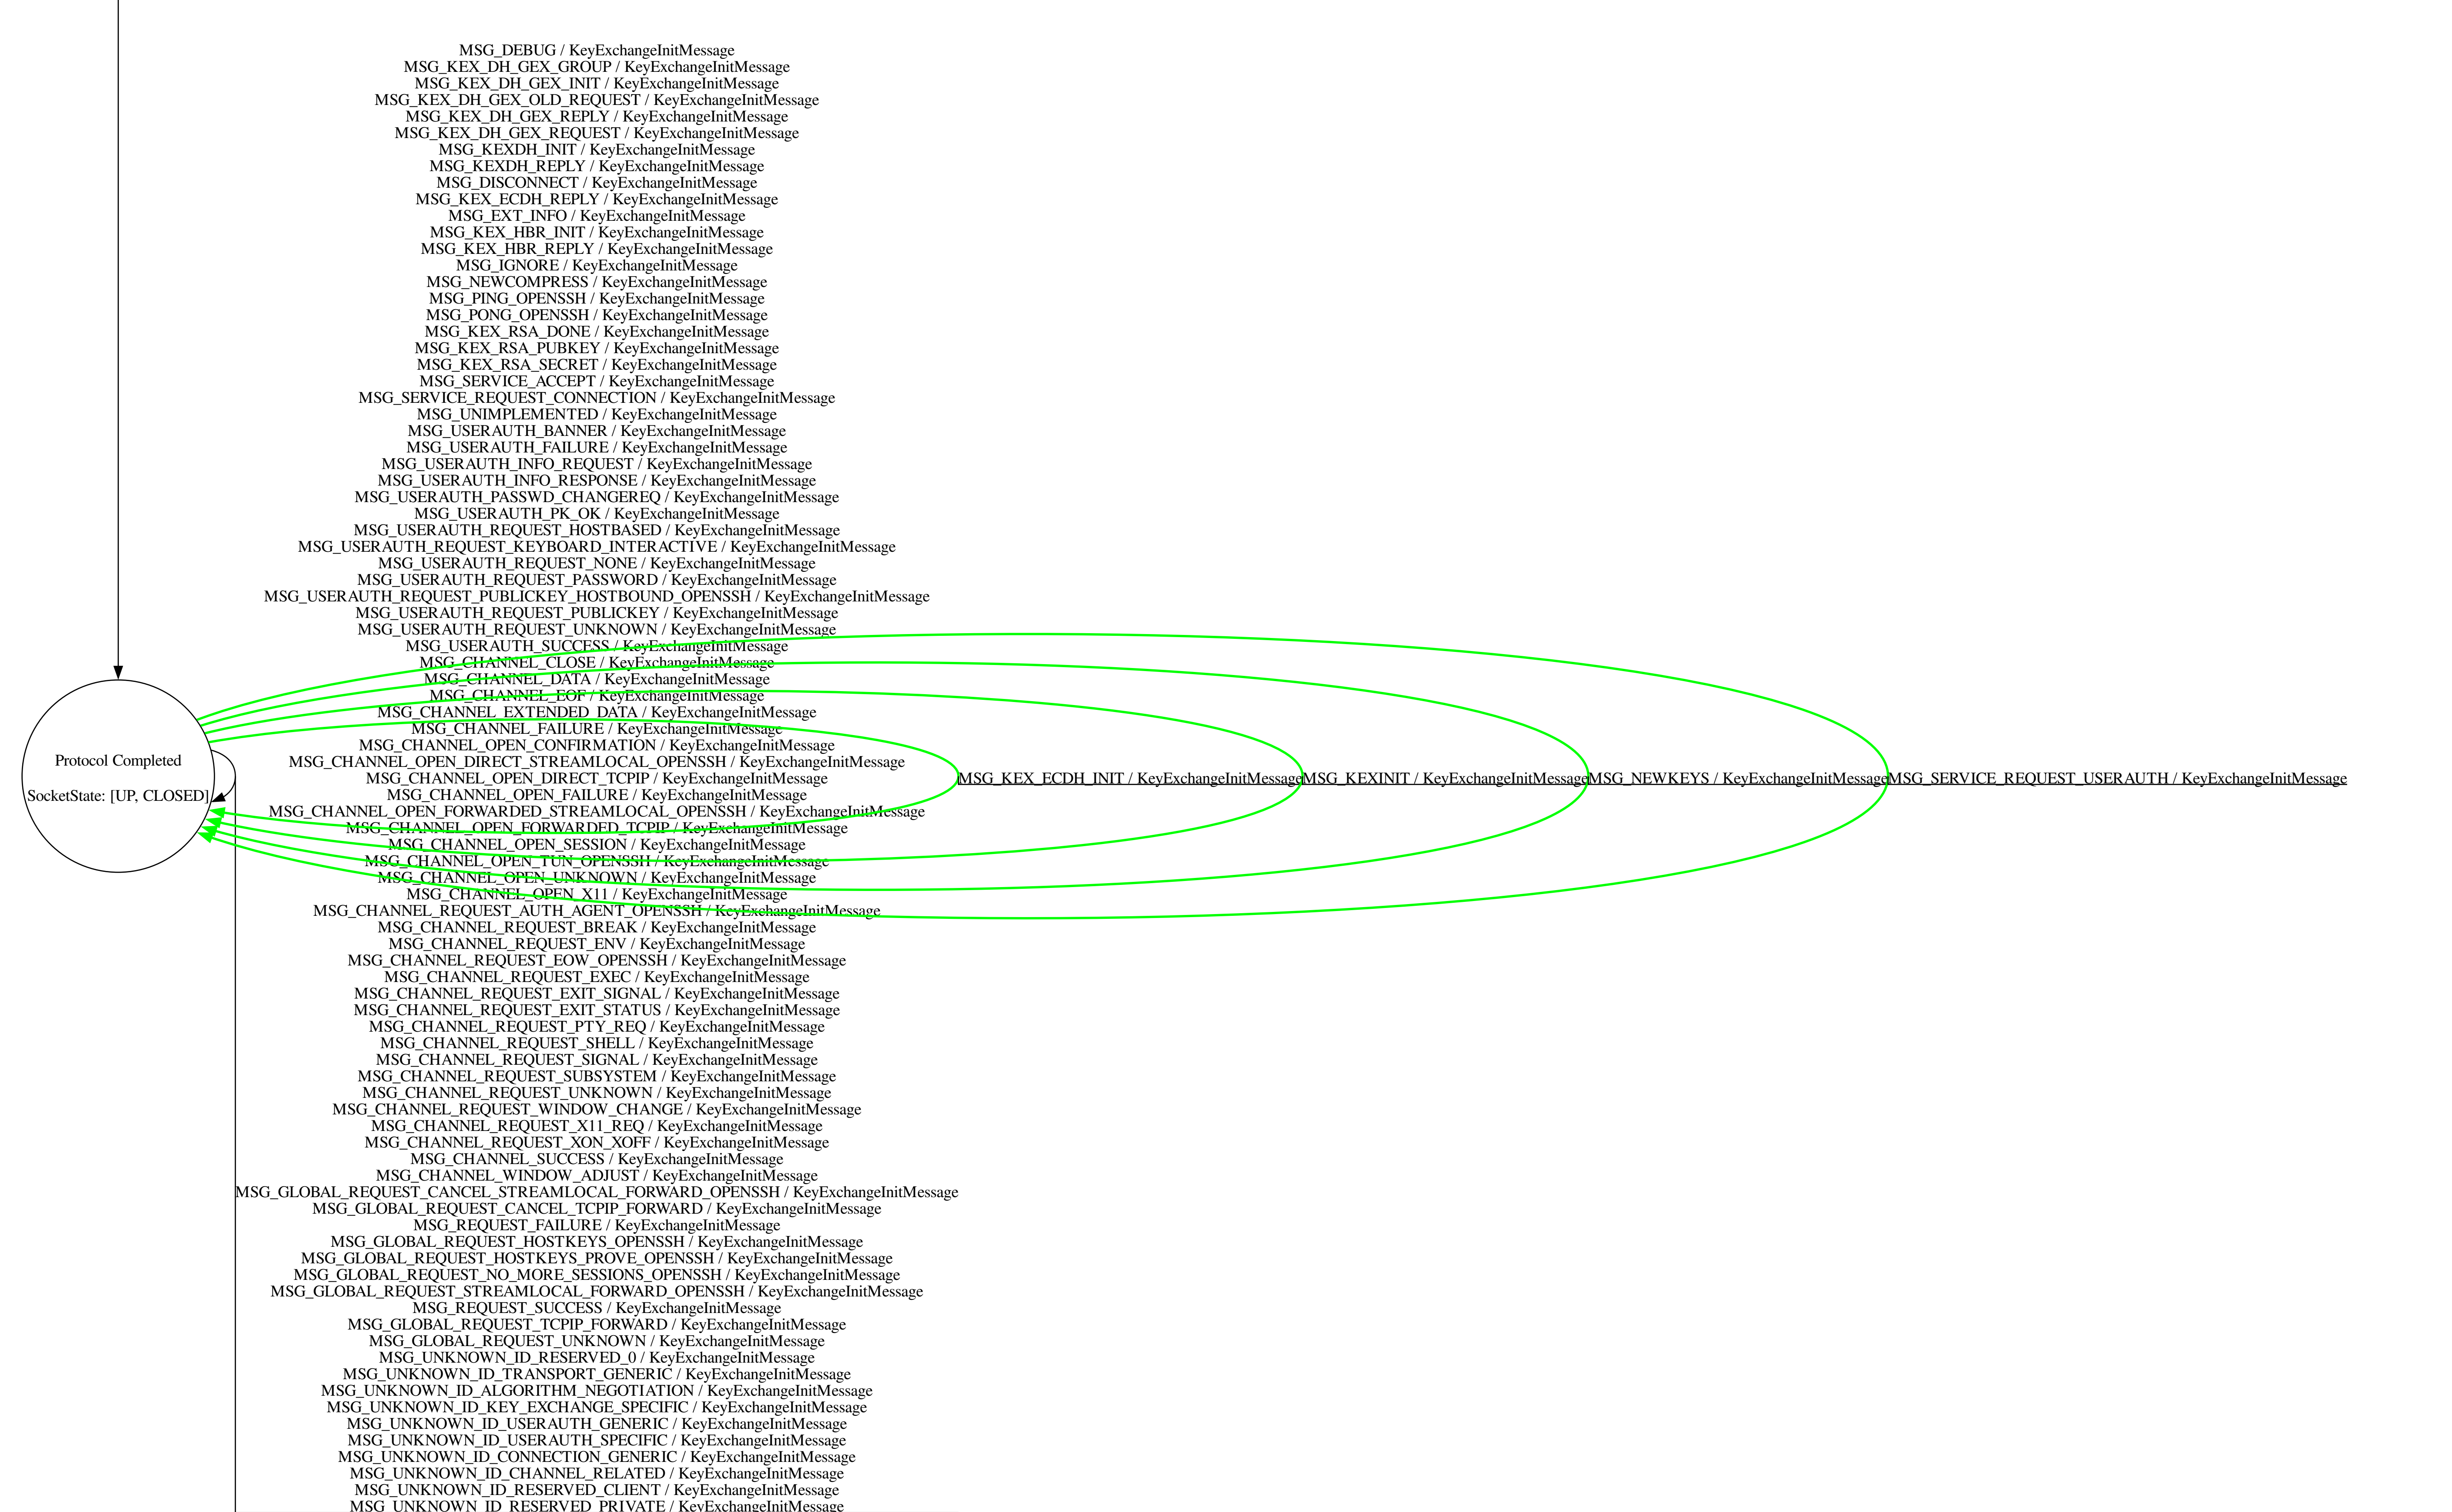 MSG_DEBUG / KeyExchangeInitMessage
MSG_KEX_DH_GEX_GROUP / KeyExchangeInitMessage
MSG_KEX_DH_GEX_INIT / KeyExchangeInitMessage
MSG_KEX_DH_GEX_OLD_REQUEST / KeyExchangeInitMessage
MSG_KEX_DH_GEX_REPLY / KeyExchangeInitMessage
MSG_KEX_DH_GEX_REQUEST / KeyExchangeInitMessage
MSG_KEXDH_INIT / KeyExchangeInitMessage
MSG_KEXDH_REPLY / KeyExchangeInitMessage
MSG_DISCONNECT / KeyExchangeInitMessage
MSG_KEX_ECDH_REPLY / KeyExchangeInitMessage
MSG_EXT_INFO / KeyExchangeInitMessage
MSG_KEX_HBR_INIT / KeyExchangeInitMessage
MSG_KEX_HBR_REPLY / KeyExchangeInitMessage
MSG_IGNORE / KeyExchangeInitMessage
MSG_NEWCOMPRESS / KeyExchangeInitMessage
MSG_PING_OPENSSH / KeyExchangeInitMessage
MSG_PONG_OPENSSH / KeyExchangeInitMessage
MSG_KEX_RSA_DONE / KeyExchangeInitMessage
MSG_KEX_RSA_PUBKEY / KeyExchangeInitMessage
MSG_KEX_RSA_SECRET / KeyExchangeInitMessage
MSG_SERVICE_ACCEPT / KeyExchangeInitMessage
MSG_SERVICE_REQUEST_CONNECTION / KeyExchangeInitMessage
MSG_UNIMPLEMENTED / KeyExchangeInitMessage
MSG_USERAUTH_BANNER / KeyExchangeInitMessage
MSG_USERAUTH_FAILURE / KeyExchangeInitMessage
MSG_USERAUTH_INFO_REQUEST / KeyExchangeInitMessage
MSG_USERAUTH_INFO_RESPONSE / KeyExchangeInitMessage
MSG_USERAUTH_PASSWD_CHANGEREQ / KeyExchangeInitMessage
MSG_USERAUTH_PK_OK / KeyExchangeInitMessage
MSG_USERAUTH_REQUEST_HOSTBASED / KeyExchangeInitMessage
MSG_USERAUTH_REQUEST_KEYBOARD_INTERACTIVE / KeyExchangeInitMessage
MSG_USERAUTH_REQUEST_NONE / KeyExchangeInitMessage
MSG_USERAUTH_REQUEST_PASSWORD / KeyExchangeInitMessage
MSG_USERAUTH_REQUEST_PUBLICKEY_HOSTBOUND_OPENSSH / KeyExchangeInitMessage
MSG_USERAUTH_REQUEST_PUBLICKEY / KeyExchangeInitMessage
MSG_USERAUTH_REQUEST_UNKNOWN / KeyExchangeInitMessage
MSG_USERAUTH_SUCCESS / KeyExchangeInitMessage
MSG_CHANNEL_CLOSE / KeyExchangeInitMessage
MSG_CHANNEL_DATA / KeyExchangeInitMessage
MSG_CHANNEL_EOF / KeyExchangeInitMessage
MSG_CHANNEL_EXTENDED_DATA / KeyExchangeInitMessage
MSG_CHANNEL_FAILURE / KeyExchangeInitMessage
MSG_CHANNEL_OPEN_CONFIRMATION / KeyExchangeInitMessage
MSG_CHANNEL_OPEN_DIRECT_STREAMLOCAL_OPENSSH / KeyExchangeInitMessage
MSG_CHANNEL_OPEN_DIRECT_TCPIP / KeyExchangeInitMessage
MSG_CHANNEL_OPEN_FAILURE / KeyExchangeInitMessage
MSG_CHANNEL_OPEN_FORWARDED_STREAMLOCAL_OPENSSH / KeyExchangeInitMessage
MSG_CHANNEL_OPEN_FORWARDED_TCPIP / KeyExchangeInitMessage
MSG_CHANNEL_OPEN_SESSION / KeyExchangeInitMessage
MSG_CHANNEL_OPEN_TUN_OPENSSH / KeyExchangeInitMessage
MSG_CHANNEL_OPEN_UNKNOWN / KeyExchangeInitMessage
MSG_CHANNEL_OPEN_X11 / KeyExchangeInitMessage
MSG_CHANNEL_REQUEST_AUTH_AGENT_OPENSSH / KeyExchangeInitMessage
MSG_CHANNEL_REQUEST_BREAK / KeyExchangeInitMessage
MSG_CHANNEL_REQUEST_ENV / KeyExchangeInitMessage
MSG_CHANNEL_REQUEST_EOW_OPENSSH / KeyExchangeInitMessage
MSG_CHANNEL_REQUEST_EXEC / KeyExchangeInitMessage
MSG_CHANNEL_REQUEST_EXIT_SIGNAL / KeyExchangeInitMessage
MSG_CHANNEL_REQUEST_EXIT_STATUS / KeyExchangeInitMessage
MSG_CHANNEL_REQUEST_PTY_REQ / KeyExchangeInitMessage
MSG_CHANNEL_REQUEST_SHELL / KeyExchangeInitMessage
MSG_CHANNEL_REQUEST_SIGNAL / KeyExchangeInitMessage
MSG_CHANNEL_REQUEST_SUBSYSTEM / KeyExchangeInitMessage
MSG_CHANNEL_REQUEST_UNKNOWN / KeyExchangeInitMessage
MSG_CHANNEL_REQUEST_WINDOW_CHANGE / KeyExchangeInitMessage
MSG_CHANNEL_REQUEST_X11_REQ / KeyExchangeInitMessage
MSG_CHANNEL_REQUEST_XON_XOFF / KeyExchangeInitMessage
MSG_CHANNEL_SUCCESS / KeyExchangeInitMessage
MSG_CHANNEL_WINDOW_ADJUST / KeyExchangeInitMessage
MSG_GLOBAL_REQUEST_CANCEL_STREAMLOCAL_FORWARD_OPENSSH / KeyExchangeInitMessage
MSG_GLOBAL_REQUEST_CANCEL_TCPIP_FORWARD / KeyExchangeInitMessage
MSG_REQUEST_FAILURE / KeyExchangeInitMessage
MSG_GLOBAL_REQUEST_HOSTKEYS_OPENSSH / KeyExchangeInitMessage
MSG_GLOBAL_REQUEST_HOSTKEYS_PROVE_OPENSSH / KeyExchangeInitMessage
MSG_GLOBAL_REQUEST_NO_MORE_SESSIONS_OPENSSH / KeyExchangeInitMessage
MSG_GLOBAL_REQUEST_STREAMLOCAL_FORWARD_OPENSSH / KeyExchangeInitMessage
MSG_REQUEST_SUCCESS / KeyExchangeInitMessage
MSG_GLOBAL_REQUEST_TCPIP_FORWARD / KeyExchangeInitMessage
MSG_GLOBAL_REQUEST_UNKNOWN / KeyExchangeInitMessage
MSG_UNKNOWN_ID_RESERVED_0 / KeyExchangeInitMessage
MSG_UNKNOWN_ID_TRANSPORT_GENERIC / KeyExchangeInitMessage
MSG_UNKNOWN_ID_ALGORITHM_NEGOTIATION / KeyExchangeInitMessage
MSG_UNKNOWN_ID_KEY_EXCHANGE_SPECIFIC / KeyExchangeInitMessage
MSG_UNKNOWN_ID_USERAUTH_GENERIC / KeyExchangeInitMessage
MSG_UNKNOWN_ID_USERAUTH_SPECIFIC / KeyExchangeInitMessage
MSG_UNKNOWN_ID_CONNECTION_GENERIC / KeyExchangeInitMessage
MSG_UNKNOWN_ID_CHANNEL_RELATED / KeyExchangeInitMessage
MSG_UNKNOWN_ID_RESERVED_CLIENT / KeyExchangeInitMessage
MSG_UNKNOWN_ID_RESERVED_PRIVATE / KeyExchangeInitMessage
Protocol Completed
SocketState: [UP, CLOSED]
MSG_KEX_ECDH_INIT / KeyExchangeInitMessage
MSG_KEXINIT / KeyExchangeInitMessage
MSG_NEWKEYS / KeyExchangeInitMessage
MSG_SERVICE_REQUEST_USERAUTH / KeyExchangeInitMessage